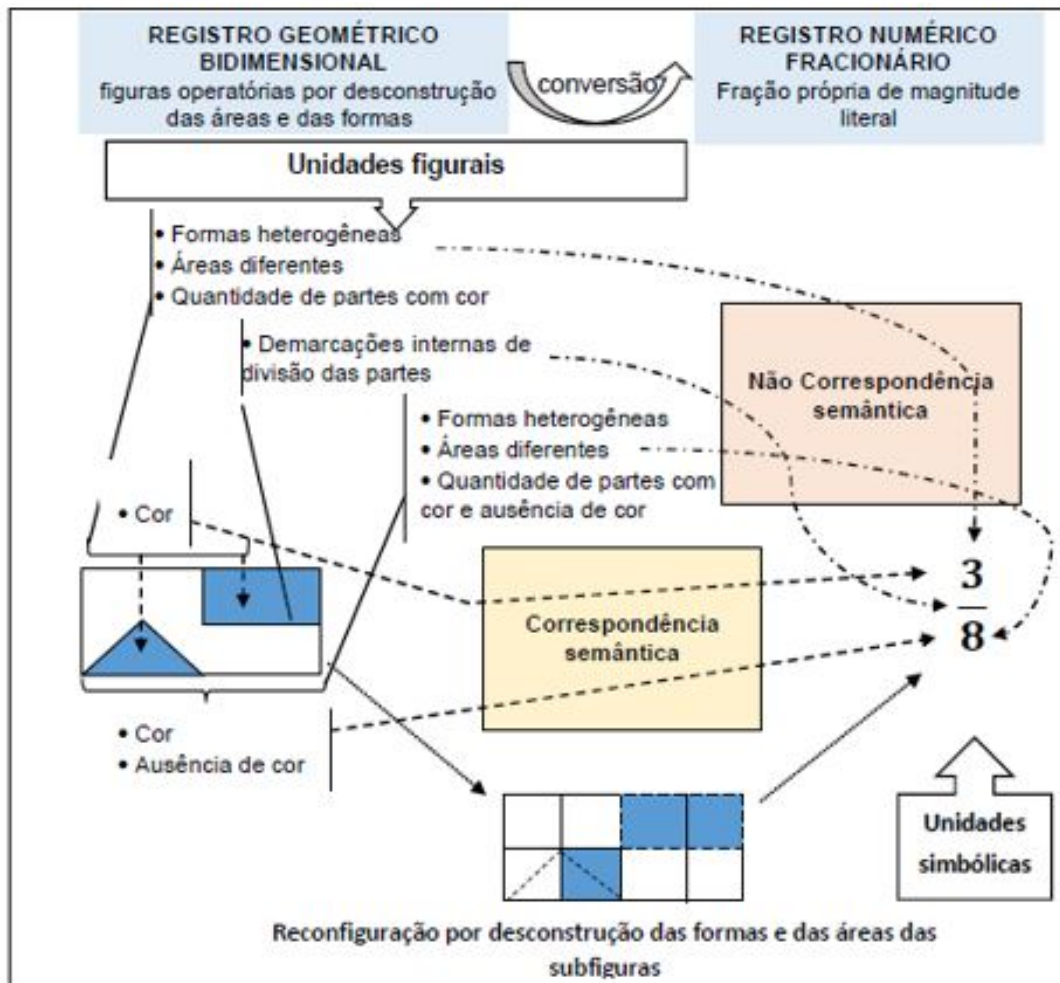 REGISTRO GEOMÉTRICO
BIDIMENSIONAL
figuras operatórias por desconstrução
das áreas e das formas
conversão
REGISTRO NUMÉRICO
FRACIONÁRIO
Fração própria de magnitude
literal
Unidades figurais
• Formas heterogêneas
• Áreas diferentes
• Quantidade de partes com cor
• Demarcações internas de
divisão das partes
• Formas heterogêneas
• Áreas diferentes
• Quantidade de partes com
cor e ausência de cor
Não Correspondência
semântica
• Cor
3
8
Correspondência
semântica
• Cor
• Ausência de cor
Unidades
simbólicas
Reconfiguração por desconstrução das formas e das áreas das
subfiguras